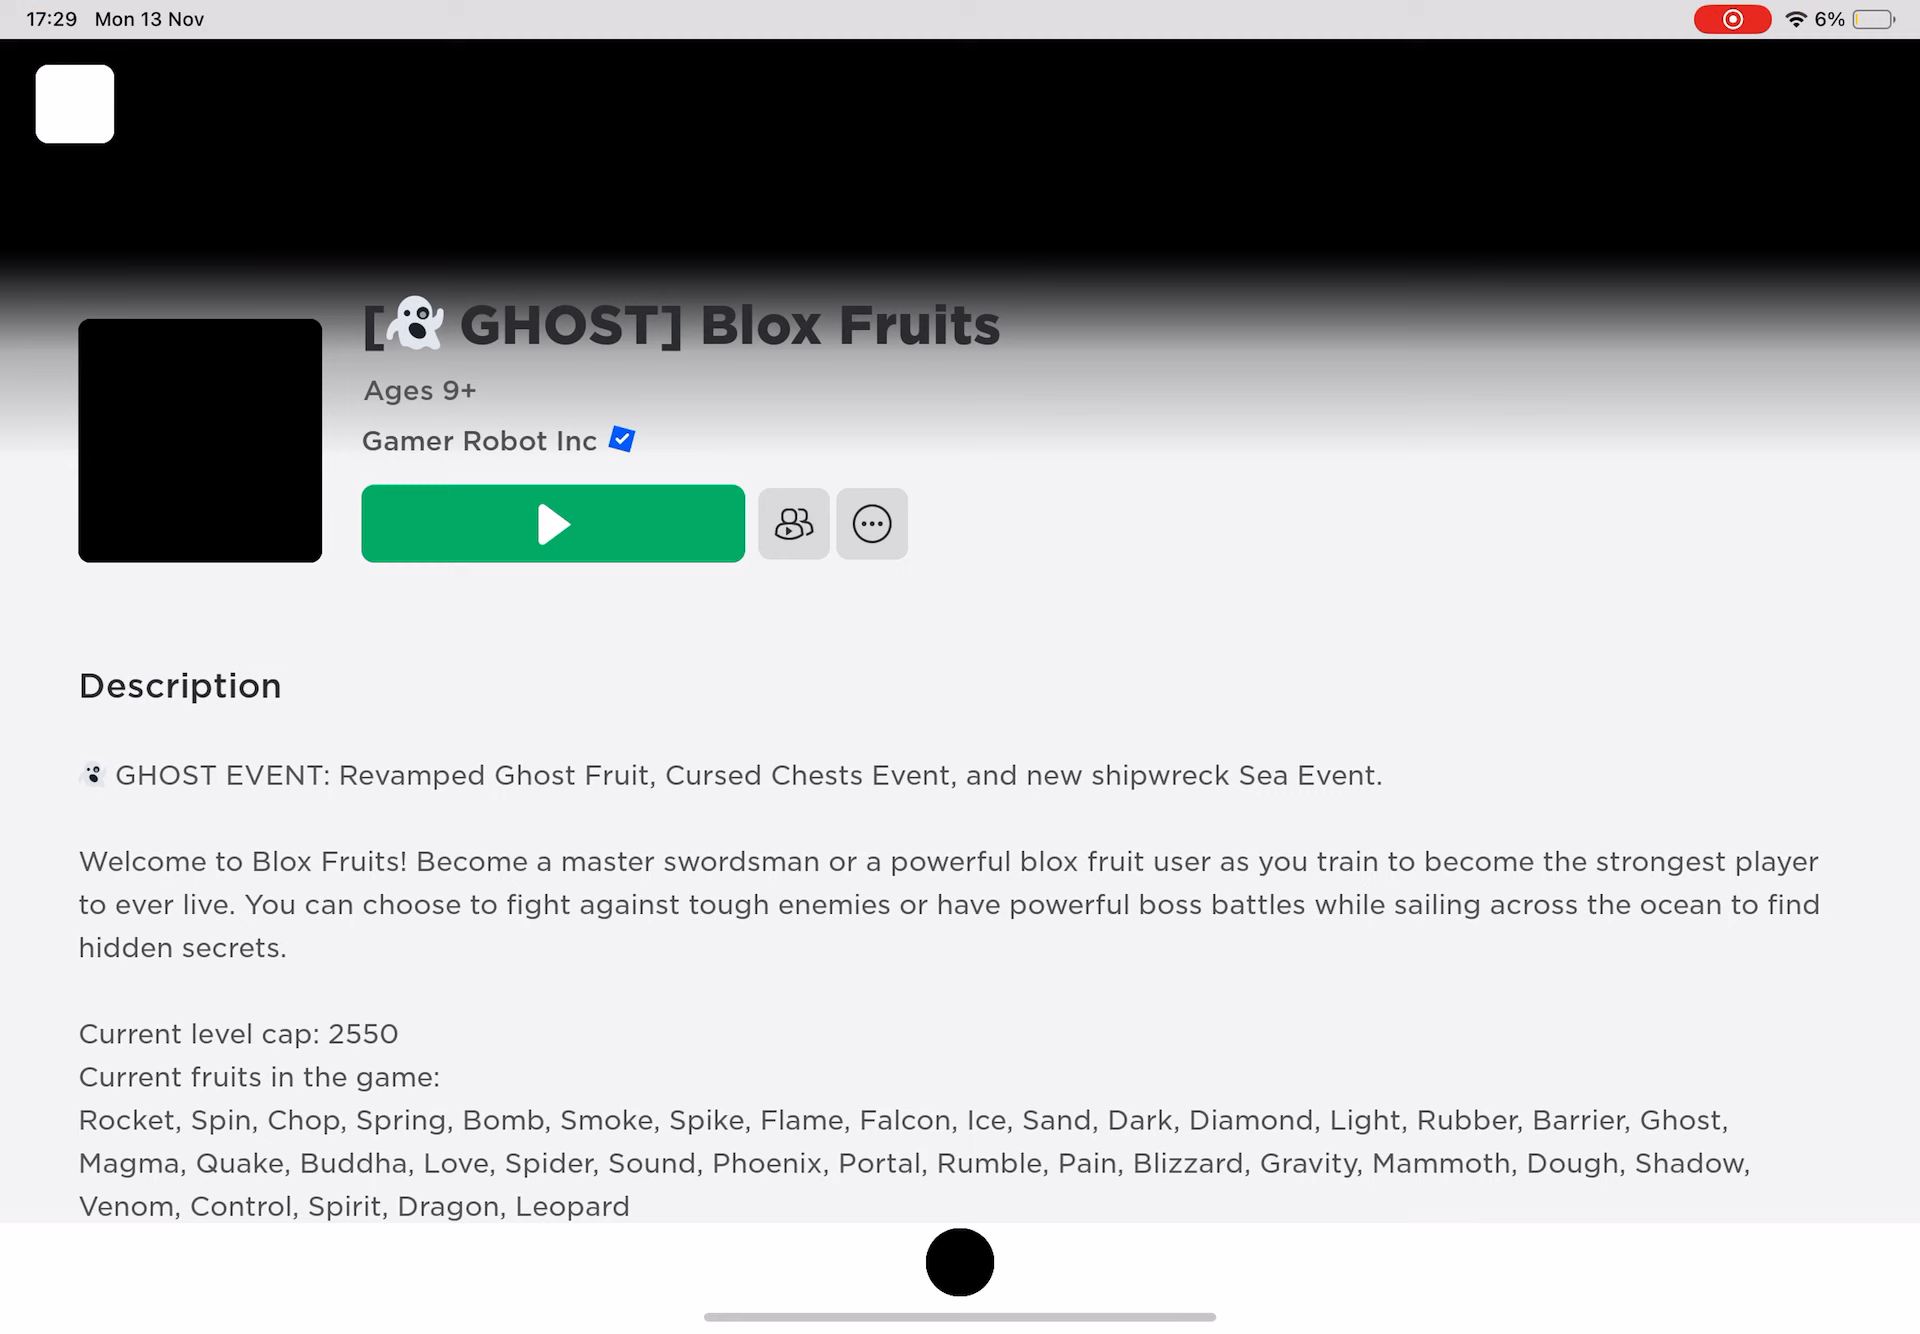 17:29 Mon 13 Nov
6%
[👻 GHOST] Blox Fruits
Ages 9+
Gamer Robot Inc
Description
👻 GHOST EVENT: Revamped Ghost Fruit, Cursed Chests Event, and new shipwreck Sea Event.
Welcome to Blox Fruits! Become a master swordsman or a powerful blox fruit user as you train to become the strongest player
to ever live. You can choose to fight against tough enemies or have powerful boss battles while sailing across the ocean to find
hidden secrets.
Current level cap: 2550
Current fruits in the game:
Rocket, Spin, Chop, Spring, Bomb, Smoke, Spike, Flame, Falcon, Ice, Sand, Dark, Diamond, Light, Rubber, Barrier, Ghost,
Magma, Quake, Buddha, Love, Spider, Sound, Phoenix, Portal, Rumble, Pain, Blizzard, Gravity, Mammoth, Dough, Shadow,
Venom, Control, Spirit, Dragon, Leopard